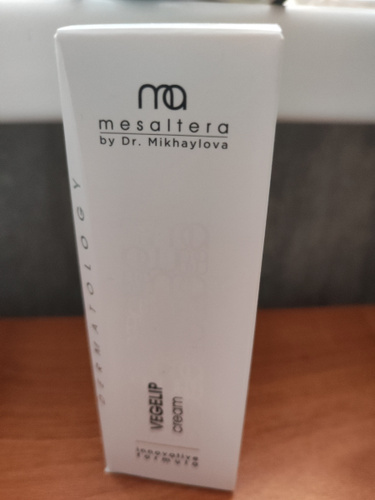 ma
mesaltera
by Dr. Mikhaylova
DERMATOLOGY
VEGELIP
cream
innovative
formula